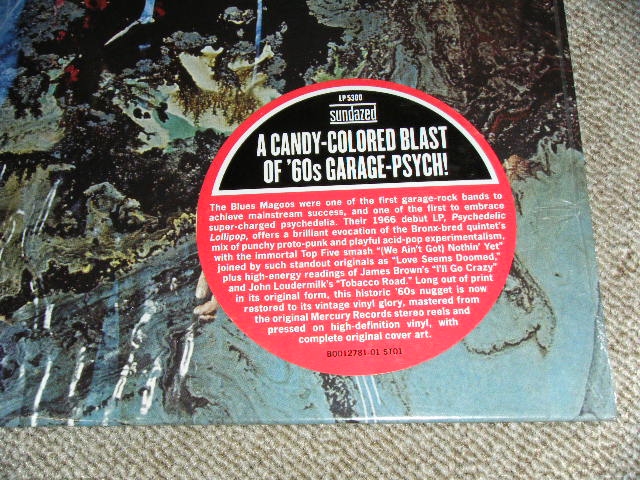 LP 5300
sundazed
A CANDY-COLORED BLAST
OF '60s GARAGE-PSYCH!
The Blues Magoos were one of the first garage-rock bands to
achieve mainstream success, and one of the first to embrace
super-charged psychedelia. Their 1966 debut LP, Psychedelic
Lollipop, offers a brilliant evocation of the Bronx-bred quintet's
mix of punchy proto-punk and playful acid-pop experimentalism,
with the immortal Top Five smash "(We Ain't Got) Nothin' Yet"
joined by such standout originals as "Love Seems Doomed,"
plus high-energy readings of James Brown's "I'll Go Crazy"
and John Loudermilk's "Tobacco Road." Long out of print
in its original form, this historic '60s nugget is now
restored to its vintage vinyl glory, mastered from
the original Mercury Records stereo reels and
pressed on high-definition vinyl, with
complete original cover art.
B0012781-01 ST01